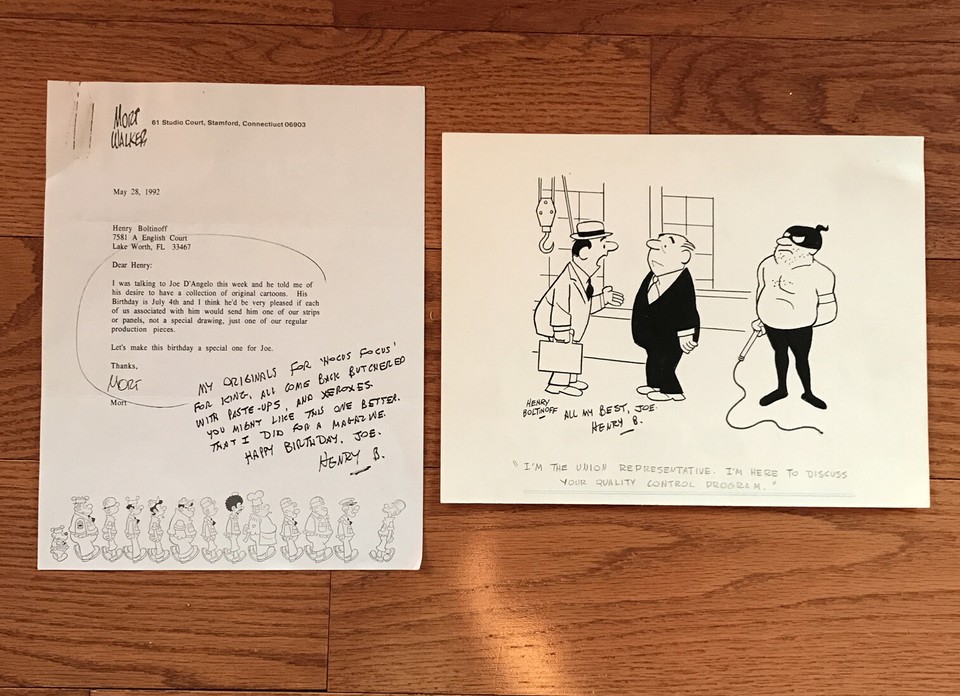 MORT
WALKER
61 Studio Court, Stamford, Connectiuct 06903
May 28, 1992
Henry Boltinoff
7581 A English Court
Lake Worth, FL 33467
Dear Henry:
I was talking to Joe D'Angelo this week and he told me of
his desire to have a collection of original cartoons. His
Birthday is July 4th and I think he'd be very pleased if each
of us associated with him would send him one of our strips
or panels, not a special drawing, just one of our regular
production pieces.
Let's make this birthday a special one for Joe.
Thanks,
MORT
Mort
MY ORIGINALS FOR 'HOCUS FOCUS'
FOR KING, ALL COME BACK BUTCHERED
WITH PASTE-UPS, AND XEROXES.
YOU MIGHT LIKE THIS ONE BETTER.
THAT I DID FOR A MAGAZINE.
HAPPY BIRTHDAY, JOE.
HENRY B.
HENRY
BOLTINOFF
ALL MY BEST, JOE.
HENRY B.
"I'M THE UNION REPRESENTATIVE. I'M HERE TO DISCUSS
YOUR QUALITY CONTROL PROGRAM."